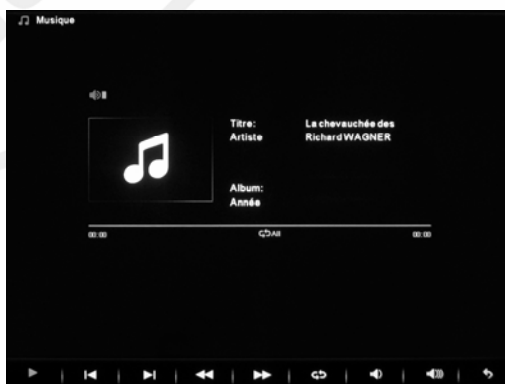 Musique
Titre: La chevauchée des
Artiste Richard WAGNER
Album:
Année
00:00 All 00:00